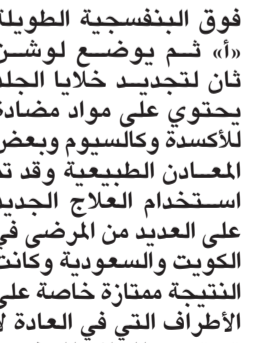 فوق البنفسجية الطويلة
«أ» ثم يوضع لوشن
ثان لتجديد خلايا الجلد
يحتوي على مواد مضادة
للأكسدة وكالسيوم وبعض
المعادن الطبيعية وقد تم
استخدام العلاج الجديد
على العديد من المرضى في
الكويت والسعودية وكانت
النتيجة ممتازة خاصة على
الأطراف التي في العادة لا